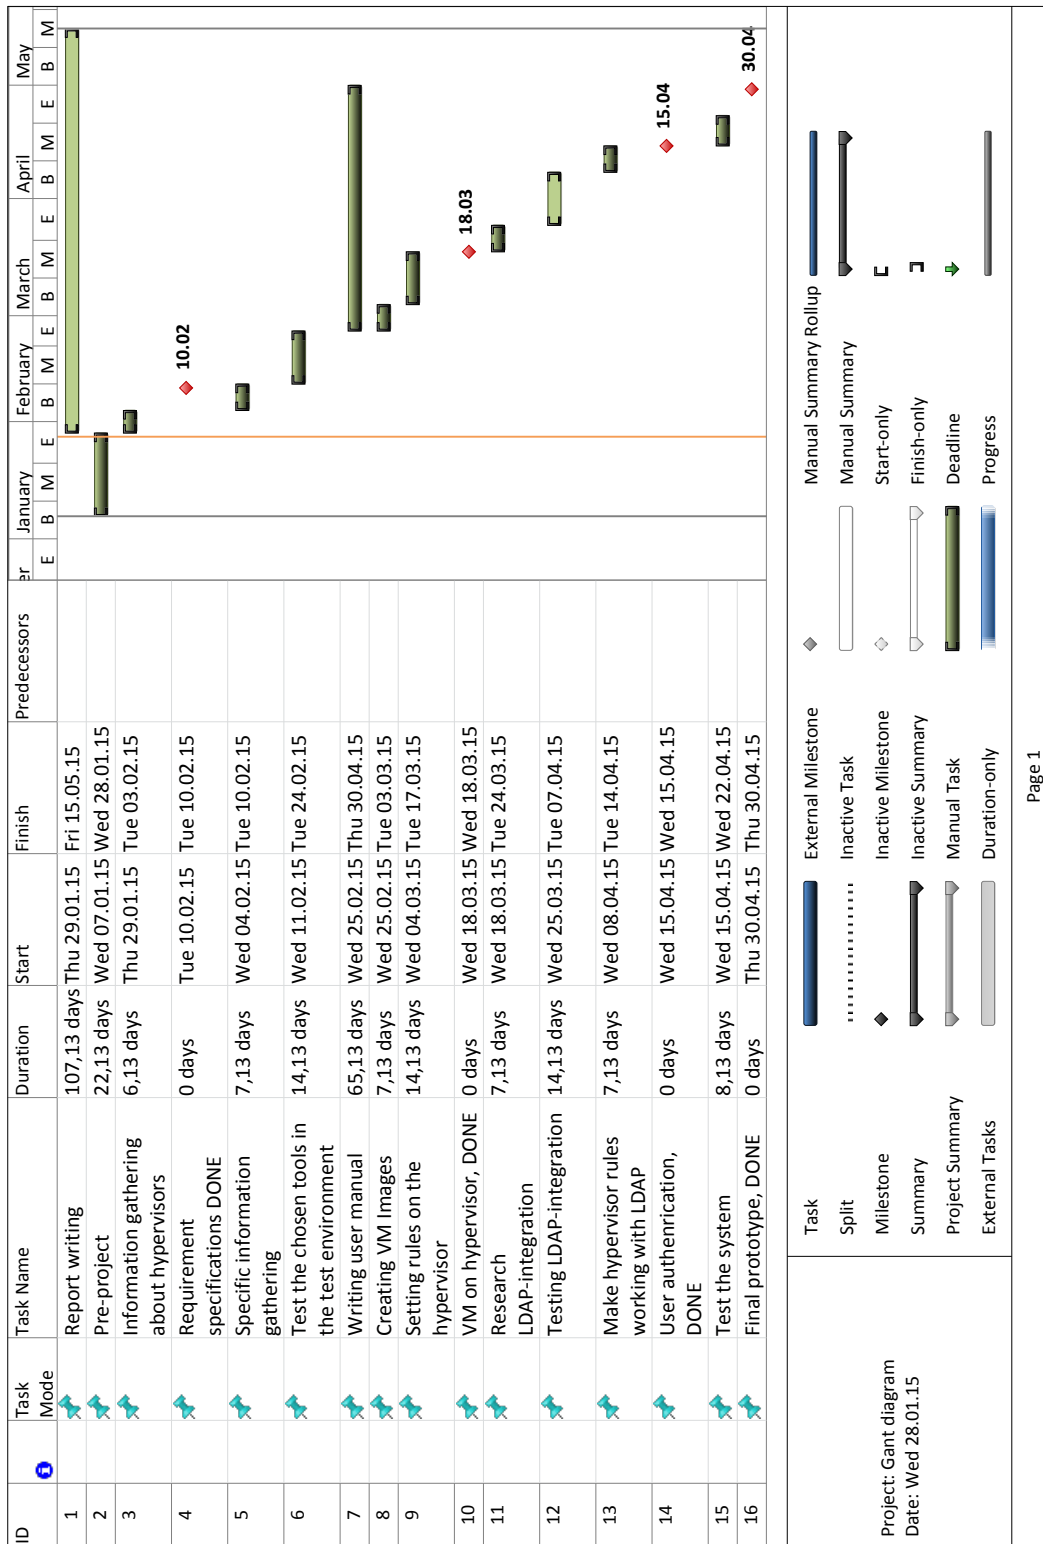 ID Task Mode Task Name Duration Start Finish Predecessors
er January February March April May
E B M E B M E B M E B M E B M
1 Report writing 107,13 days Thu 29.01.15 Fri 15.05.15
2 Pre-project 22,13 days Wed 07.01.15 Wed 28.01.15
3 Information gathering about hypervisors 6,13 days Thu 29.01.15 Tue 03.02.15
4 Requirement specifications DONE 0 days Tue 10.02.15 Tue 10.02.15 10.02
5 Specific information gathering 7,13 days Wed 04.02.15 Tue 10.02.15
6 Test the chosen tools in the test environment 14,13 days Wed 11.02.15 Tue 24.02.15
7 Writing user manual 65,13 days Wed 25.02.15 Thu 30.04.15
8 Creating VM Images 7,13 days Wed 25.02.15 Tue 03.03.15
9 Setting rules on the hypervisor 14,13 days Wed 04.03.15 Tue 17.03.15
10 VM on hypervisor, DONE 0 days Wed 18.03.15 Wed 18.03.15 18.03
11 Research LDAP-integration 7,13 days Wed 18.03.15 Tue 24.03.15
12 Testing LDAP-integration 14,13 days Wed 25.03.15 Tue 07.04.15
13 Make hypervisor rules working with LDAP 7,13 days Wed 08.04.15 Tue 14.04.15
14 User authenrication, DONE 0 days Wed 15.04.15 Wed 15.04.15 15.04
15 Test the system 8,13 days Wed 15.04.15 Wed 22.04.15
16 Final prototype, DONE 0 days Thu 30.04.15 Thu 30.04.15 30.04
Project: Gant diagram
Date: Wed 28.01.15
Task External Milestone Manual Summary Rollup
Split Inactive Task Manual Summary
Milestone Inactive Milestone Start-only
Summary Inactive Summary Finish-only
Project Summary Manual Task Deadline
External Tasks Duration-only Progress
Page 1